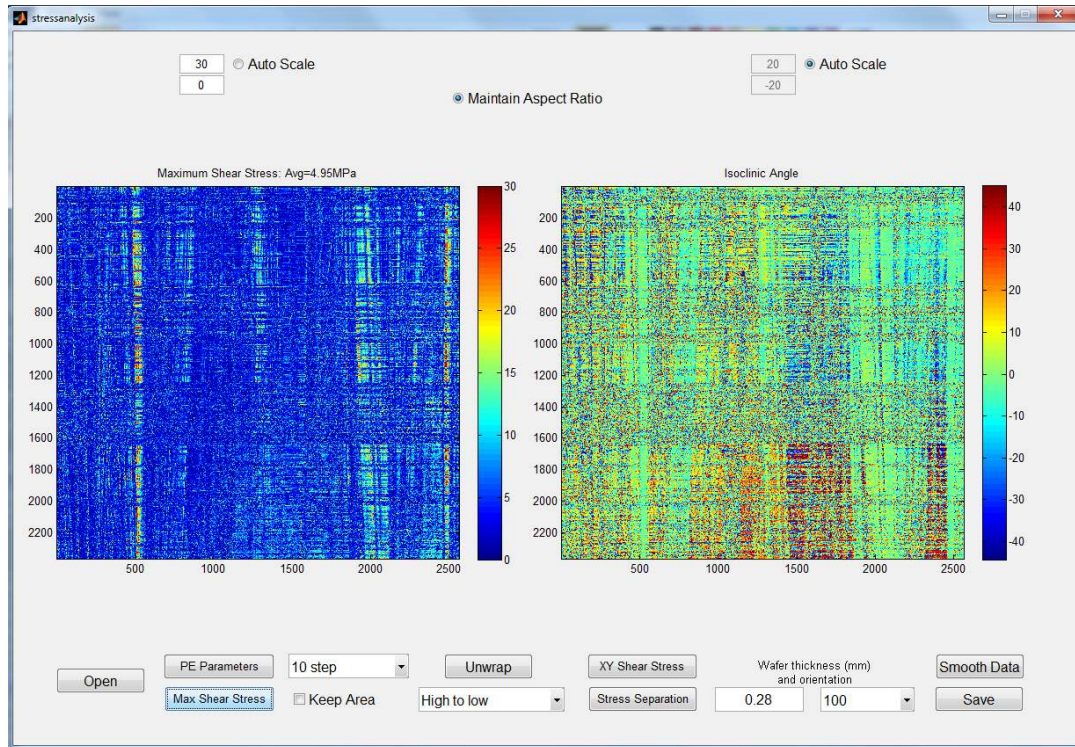 stressanalysis
30 Auto Scale
0
20 Auto Scale
-20
Maintain Aspect Ratio
Maximum Shear Stress: Avg=4.95MPa
200
400
600
800
1000
1200
1400
1600
1800
2000
2200
500 1000 1500 2000 2500
30
25
20
15
10
5
0
Isoclinic Angle
200
400
600
800
1000
1200
1400
1600
1800
2000
2200
500 1000 1500 2000 2500
40
30
20
10
0
-10
-20
-30
-40
Open
PE Parameters 10 step Unwrap XY Shear Stress
Max Shear Stress Keep Area High to low Stress Separation
Wafer thickness (mm)
and orientation
0.28 100
Smooth Data
Save